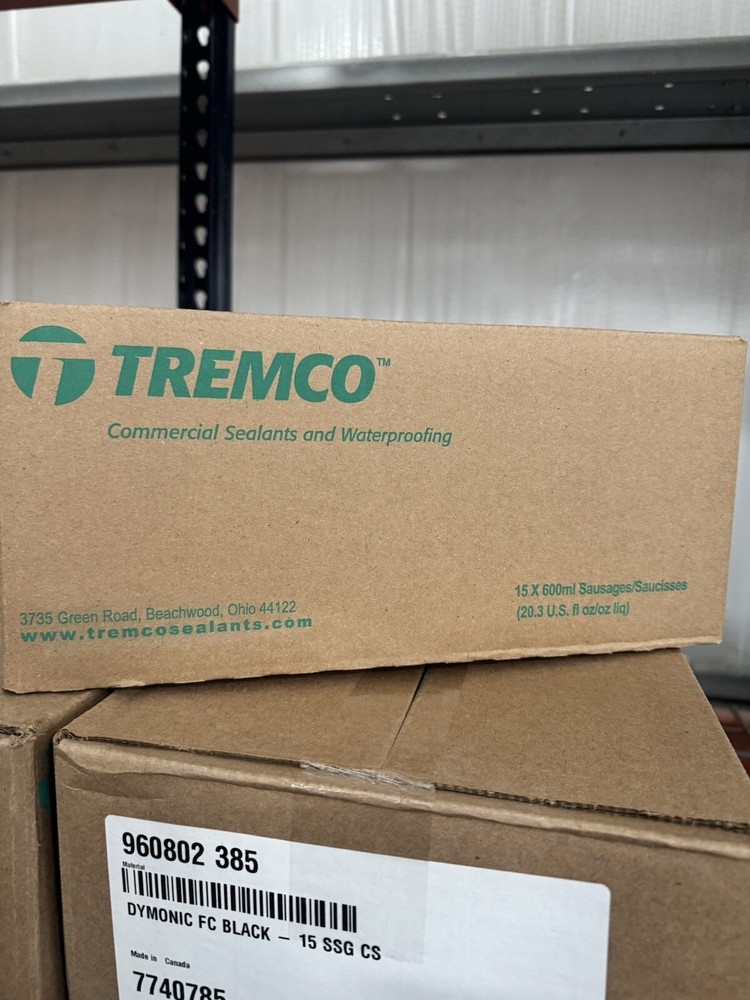 TREMCO™
Commercial Sealants and Waterproofing
15 X 600ml Sausages/Saucisses
(20.3 U.S. fl oz/oz liq)
3735 Green Road, Beachwood, Ohio 44122
www.tremcosealants.com
960802 385
Material
DYMONIC FC BLACK – 15 SSG CS
Made in Canada
7740785